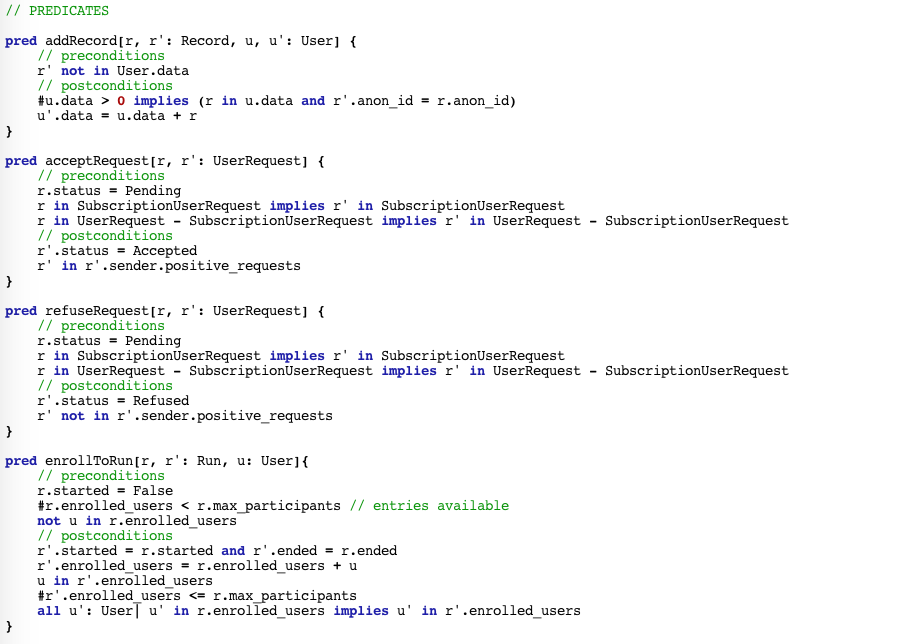 // PREDICATES
pred addRecord[r, r': Record, u, u': User] {
// preconditions
r' not in User.data
// postconditions
#u.data > 0 implies (r in u.data and r'.anon_id = r.anon_id)
u'.data = u.data + r
}
pred acceptRequest[r, r': UserRequest] {
// preconditions
r.status = Pending
r in SubscriptionUserRequest implies r' in SubscriptionUserRequest
r in UserRequest - SubscriptionUserRequest implies r' in UserRequest - SubscriptionUserRequest
// postconditions
r'.status = Accepted
r' in r'.sender.positive_requests
}
pred refuseRequest[r, r': UserRequest] {
// preconditions
r.status = Pending
r in SubscriptionUserRequest implies r' in SubscriptionUserRequest
r in UserRequest - SubscriptionUserRequest implies r' in UserRequest - SubscriptionUserRequest
// postconditions
r'.status = Refused
r' not in r'.sender.positive_requests
}
pred enrollToRun[r, r': Run, u: User]{
// preconditions
r.started = False
#r.enrolled_users < r.max_participants // entries available
not u in r.enrolled_users
// postconditions
r'.started = r.started and r'.ended = r.ended
r'.enrolled_users = r.enrolled_users + u
u in r'.enrolled_users
#r'.enrolled_users <= r.max_participants
all u': User| u' in r.enrolled_users implies u' in r'.enrolled_users
}